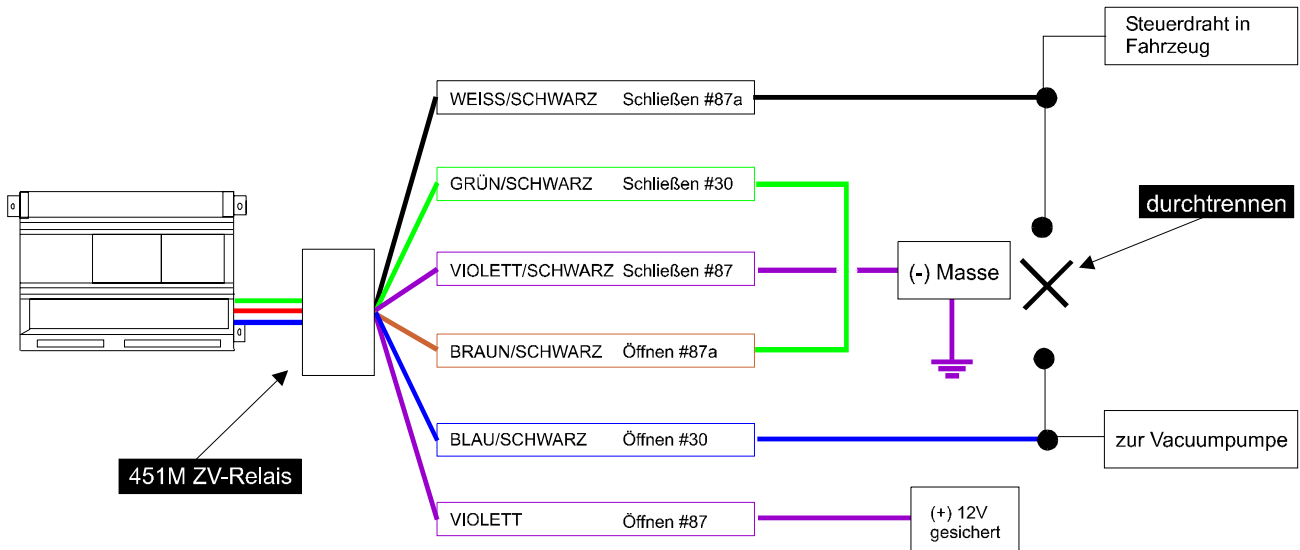 Steuerdraht in
Fahrzeug
WEISS/SCHWARZ Schließen #87a
GRÜN/SCHWARZ Schließen #30
durchtrennen
VIOLETT/SCHWARZ Schließen #87
(-) Masse
BRAUN/SCHWARZ Öffnen #87a
BLAU/SCHWARZ Öffnen #30
zur Vacuumpumpe
451M ZV-Relais
VIOLETT Öffnen #87
(+) 12V
gesichert